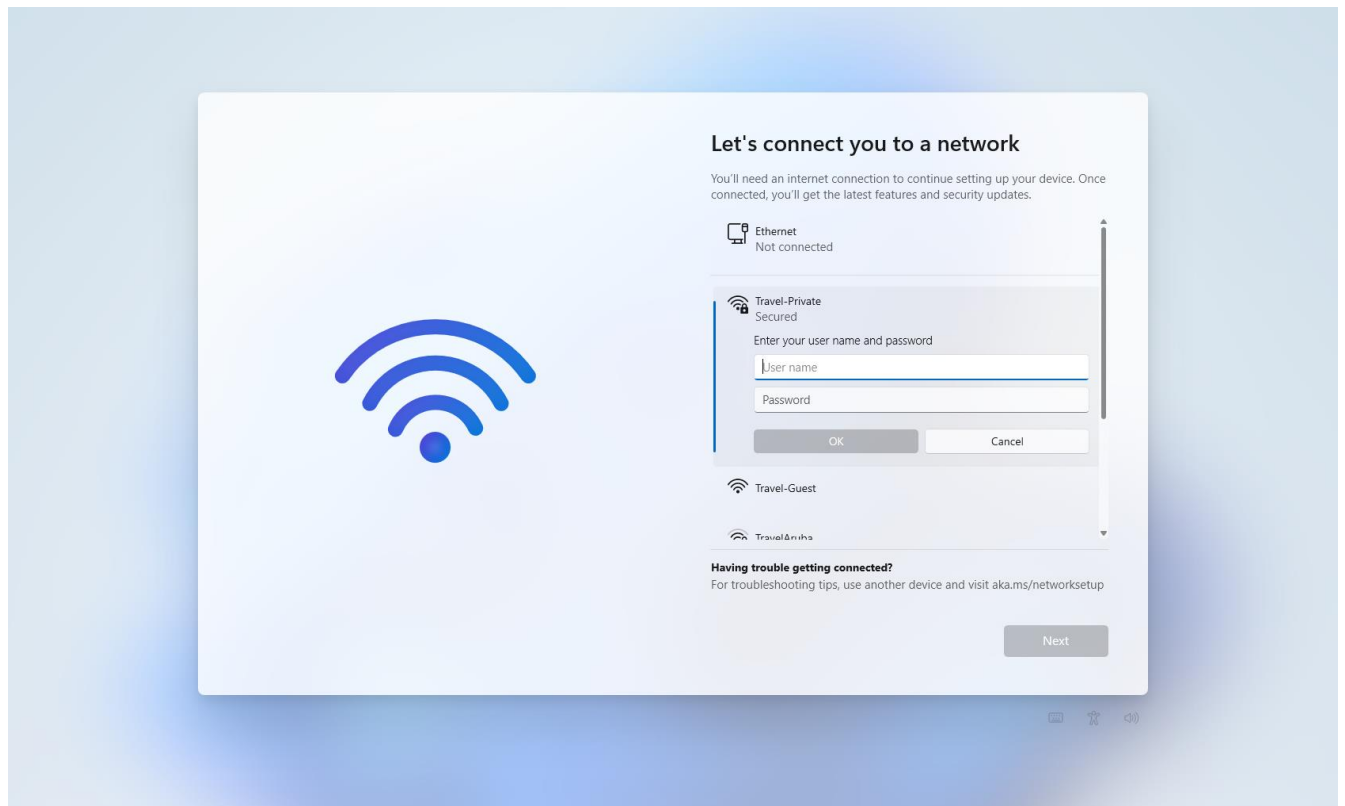 Let's connect you to a network
You'll need an internet connection to continue setting up your device. Once
connected, you'll get the latest features and security updates.
Ethernet
Not connected
Travel-Private
Secured
Enter your user name and password
User name
Password
OK
Cancel
Travel-Guest
TravelAruba
Having trouble getting connected?
For troubleshooting tips, use another device and visit aka.ms/networksetup
Next